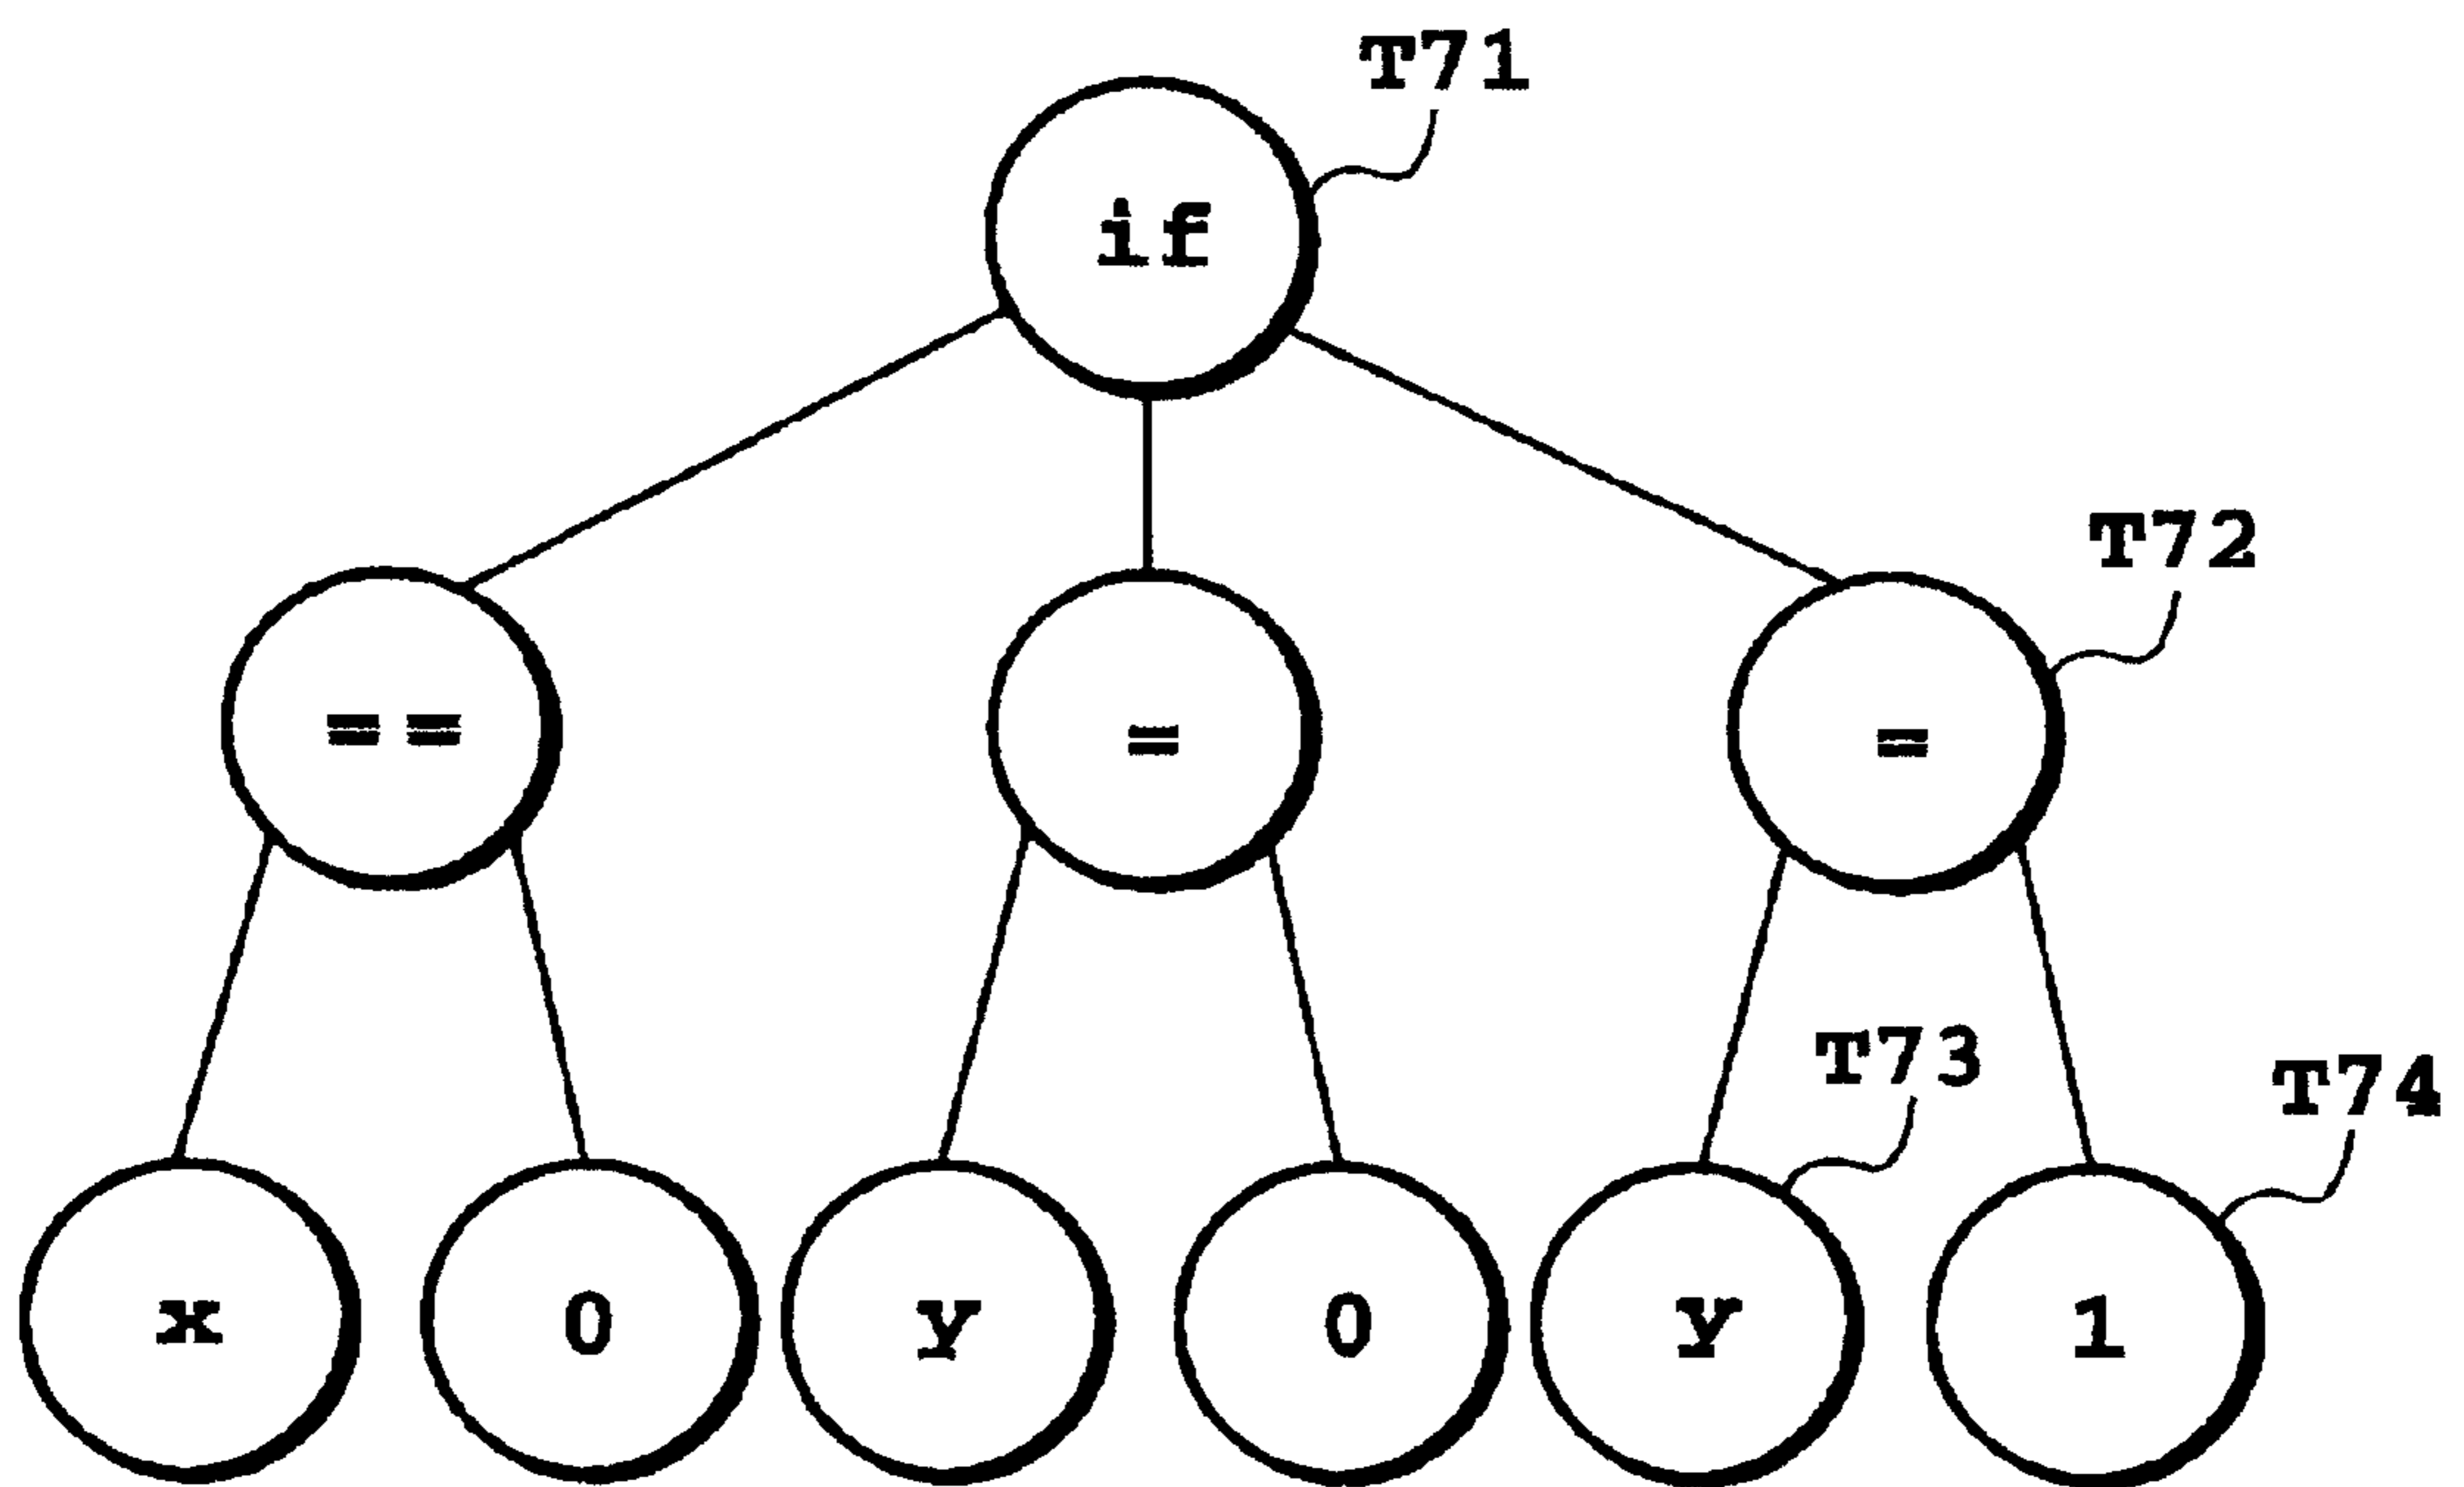 T71
if
T72
==
=
=
T73
T74
x
0
y
0
y
1